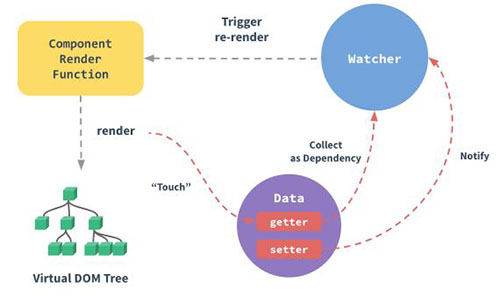 Trigger
re-render
Component
Render
Function
Watcher
render
Collect
as Dependency
Notify
“Touch”
Data
getter
setter
Virtual DOM Tree